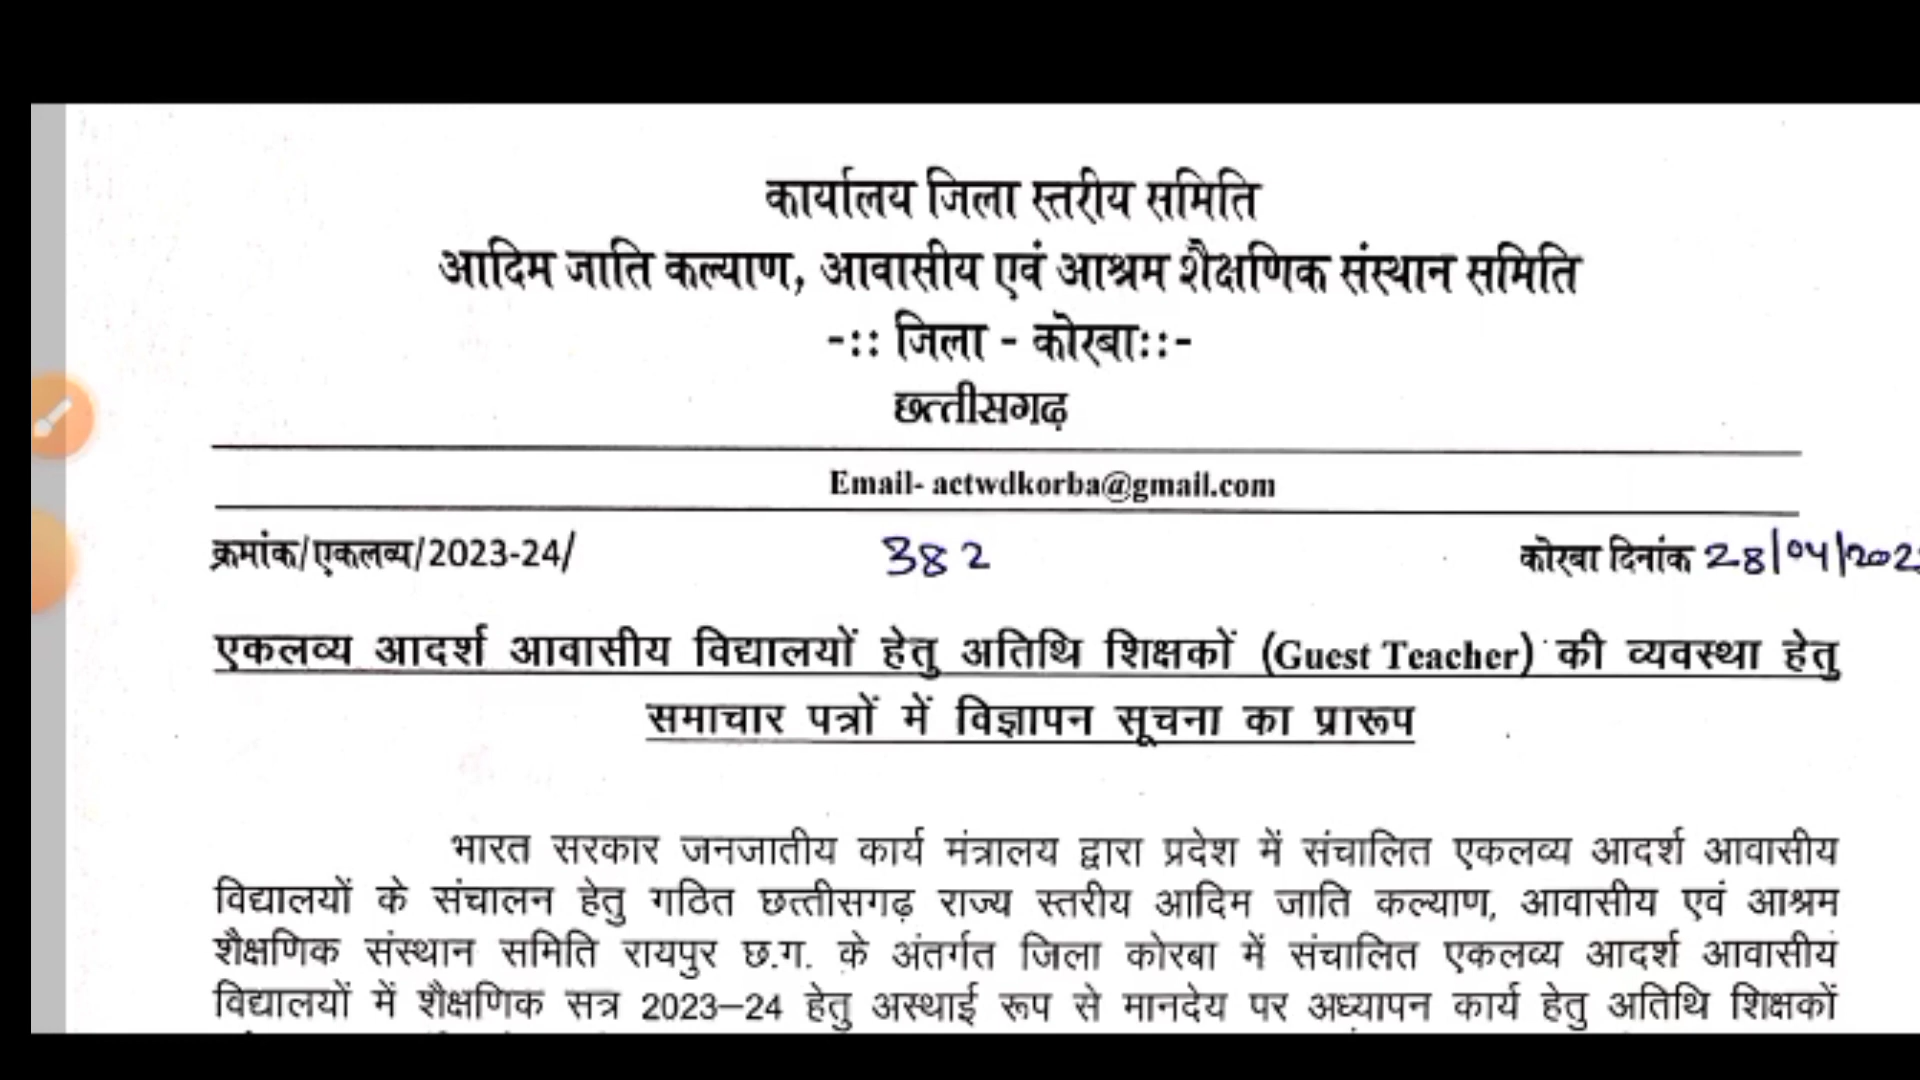 कार्यालय जिला स्तरीय समिति
आदिम जाति कल्याण, आवासीय एवं आश्रम शैक्षणिक संस्थान समिति
-:: जिला - कोरबा::-
छत्तीसगढ़
Email- actwdkorba@gmail.com
क्रमांक/एकलव्य/2023-24/ 382 कोरबा दिनांक 28/04/202
एकलव्य आदर्श आवासीय विद्यालयों हेतु अतिथि शिक्षकों (Guest Teacher) की व्यवस्था हेतु
समाचार पत्रों में विज्ञापन सूचना का प्रारूप
भारत सरकार जनजातीय कार्य मंत्रालय द्वारा प्रदेश में संचालित एकलव्य आदर्श आवासीय
विद्यालयों के संचालन हेतु गठित छत्तीसगढ़ राज्य स्तरीय आदिम जाति कल्याण, आवासीय एवं आश्रम
शैक्षणिक संस्थान समिति रायपुर छ.ग. के अंतर्गत जिला कोरबा में संचालित एकलव्य आदर्श आवासीय
विद्यालयों में शैक्षणिक सत्र 2023–24 हेतु अस्थाई रूप से मानदेय पर अध्यापन कार्य हेतु अतिथि शिक्षकों